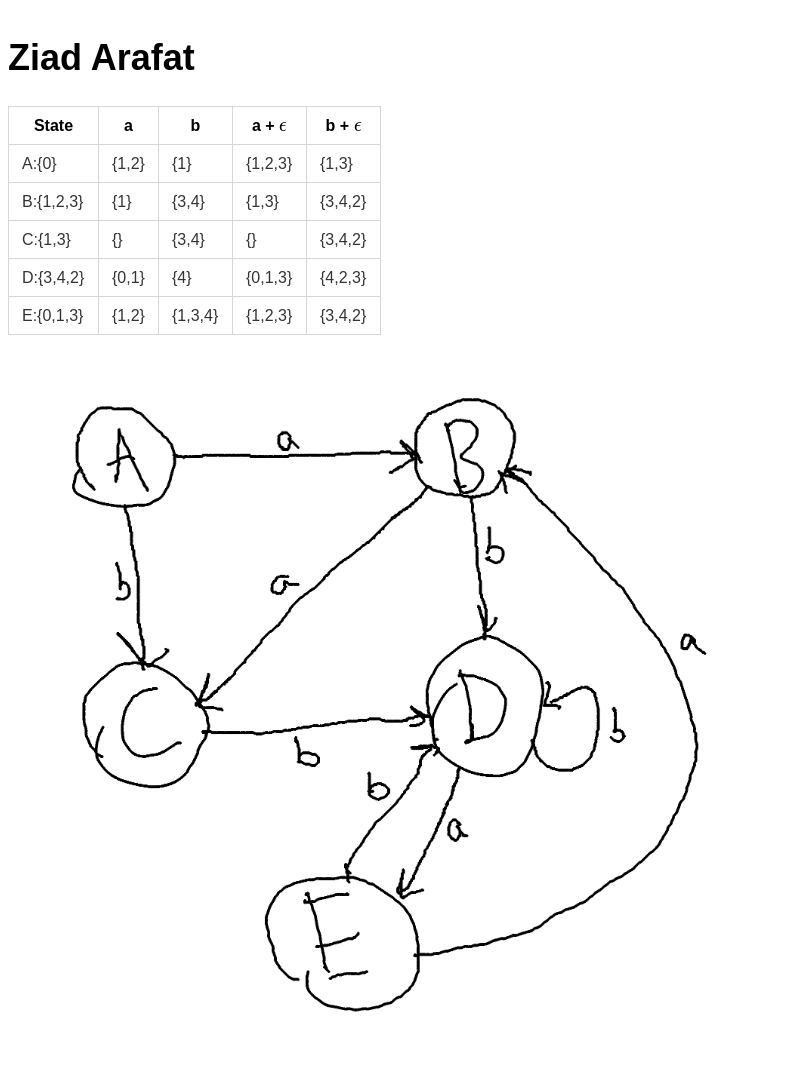 Ziad Arafat
State a b a + ϵ b + ϵ
A:{0} {1,2} {1} {1,2,3} {1,3}
B:{1,2,3} {1} {3,4} {1,3} {3,4,2}
C:{1,3} {} {3,4} {} {3,4,2}
D:{3,4,2} {0,1} {4} {0,1,3} {4,2,3}
E:{0,1,3} {1,2} {1,3,4} {1,2,3} {3,4,2}
A a B
b a b
a
C b D b
b a
E